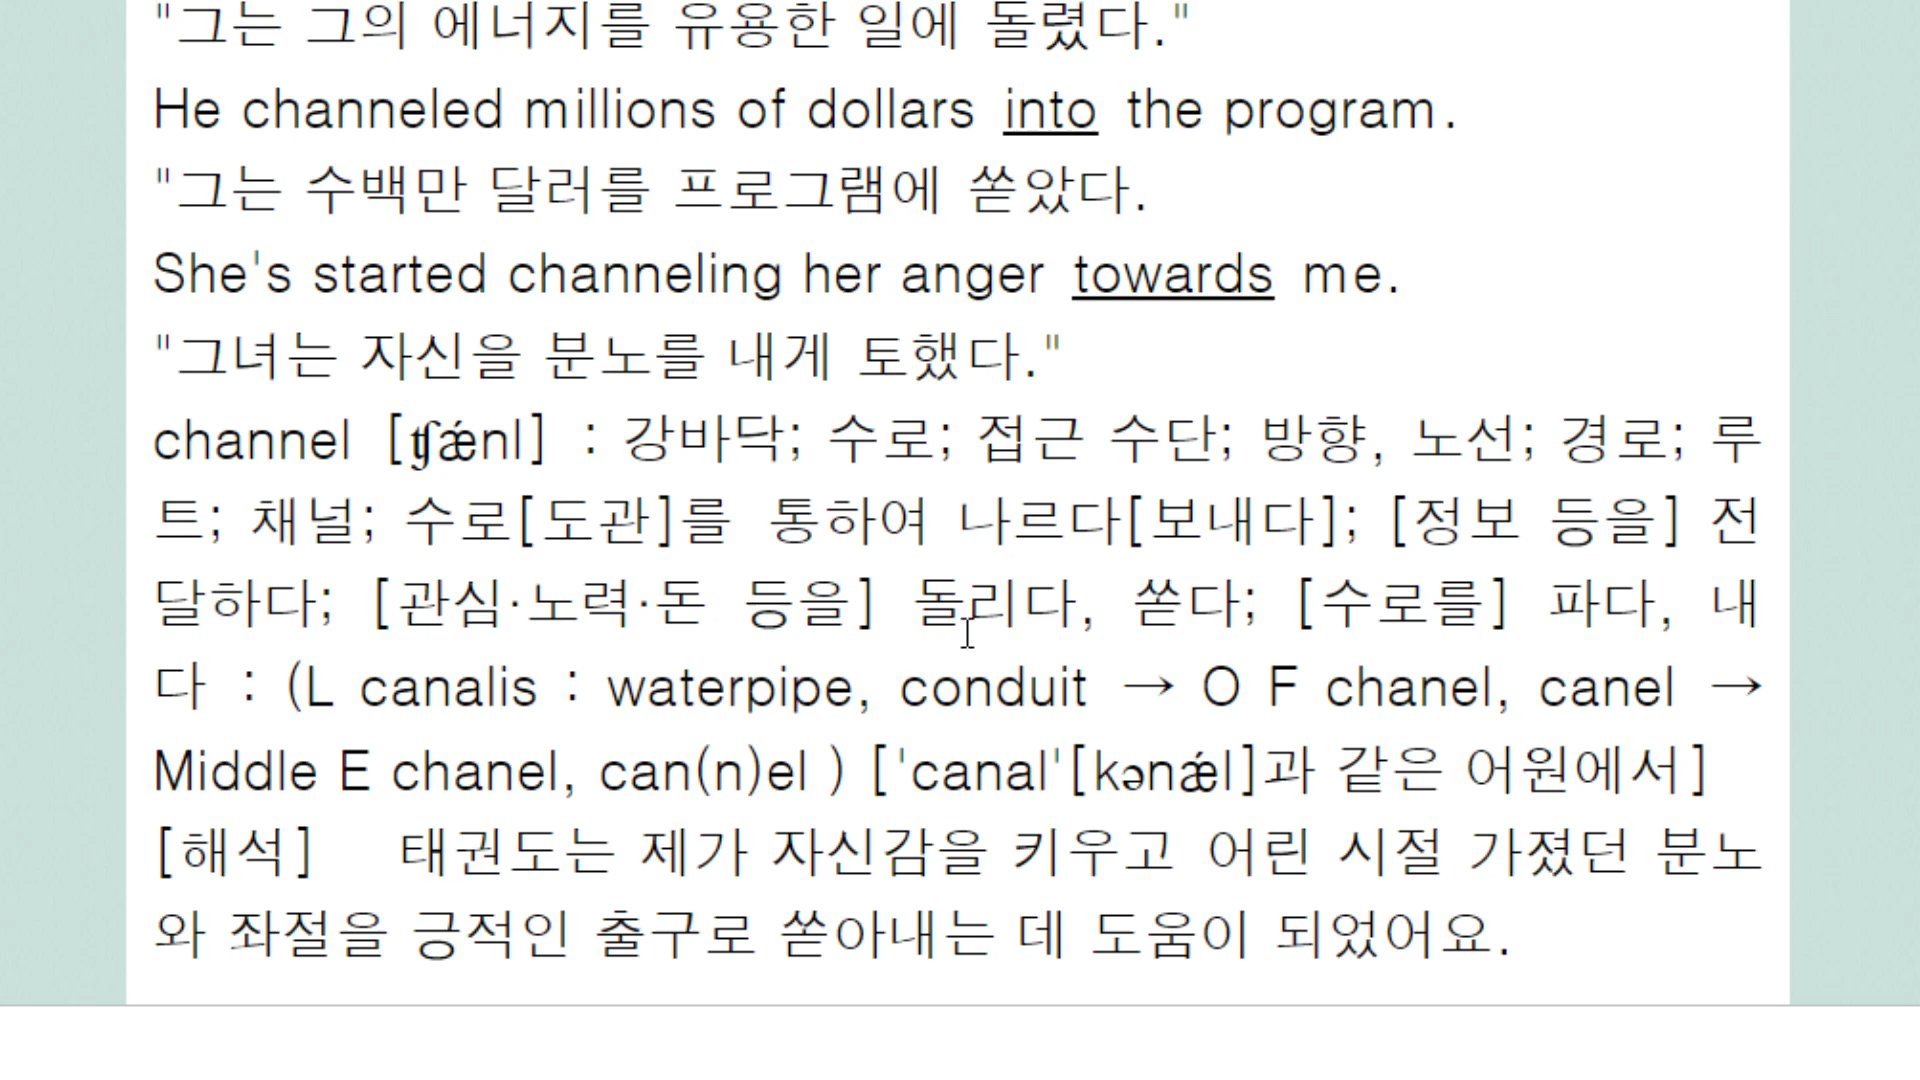 "그는 그의 에너지를 유용한 일에 돌렸다."
He channeled millions of dollars into the program.
"그는 수백만 달러를 프로그램에 쏟았다.
She's started channeling her anger towards me.
"그녀는 자신을 분노를 내게 토했다."
channel [ʧǽnl] : 강바닥; 수로; 접근 수단; 방향, 노선; 경로; 루
트; 채널; 수로[도관]를 통하여 나르다[보내다]; [정보 등을] 전
달하다; [관심·노력·돈 등을] 돌리다, 쏟다; [수로를] 파다, 내
다 : (L canalis : waterpipe, conduit → O F chanel, canel →
Middle E chanel, can(n)el ) ['canal'[kənǽl]과 같은 어원에서]
[해석] 태권도는 제가 자신감을 키우고 어린 시절 가졌던 분노
와 좌절을 긍적인 출구로 쏟아내는 데 도움이 되었어요.